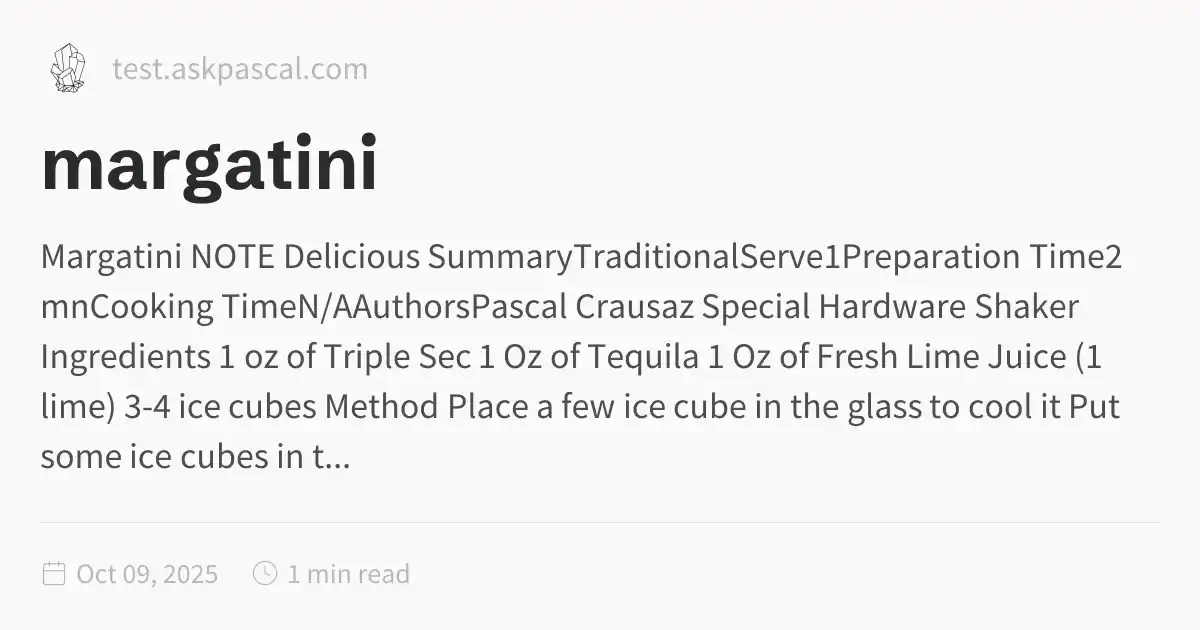 test.askpascal.com
margatini
Margatini NOTE Delicious SummaryTraditionalServe1Preparation Time2
mnCooking TimeN/AAuthorsPascal Crausaz Special Hardware Shaker
Ingredients 1 oz of Triple Sec 1 Oz of Tequila 1 Oz of Fresh Lime Juice (1
lime) 3-4 ice cubes Method Place a few ice cube in the glass to cool it Put
some ice cubes in t...
Oct 09, 2025 1 min read